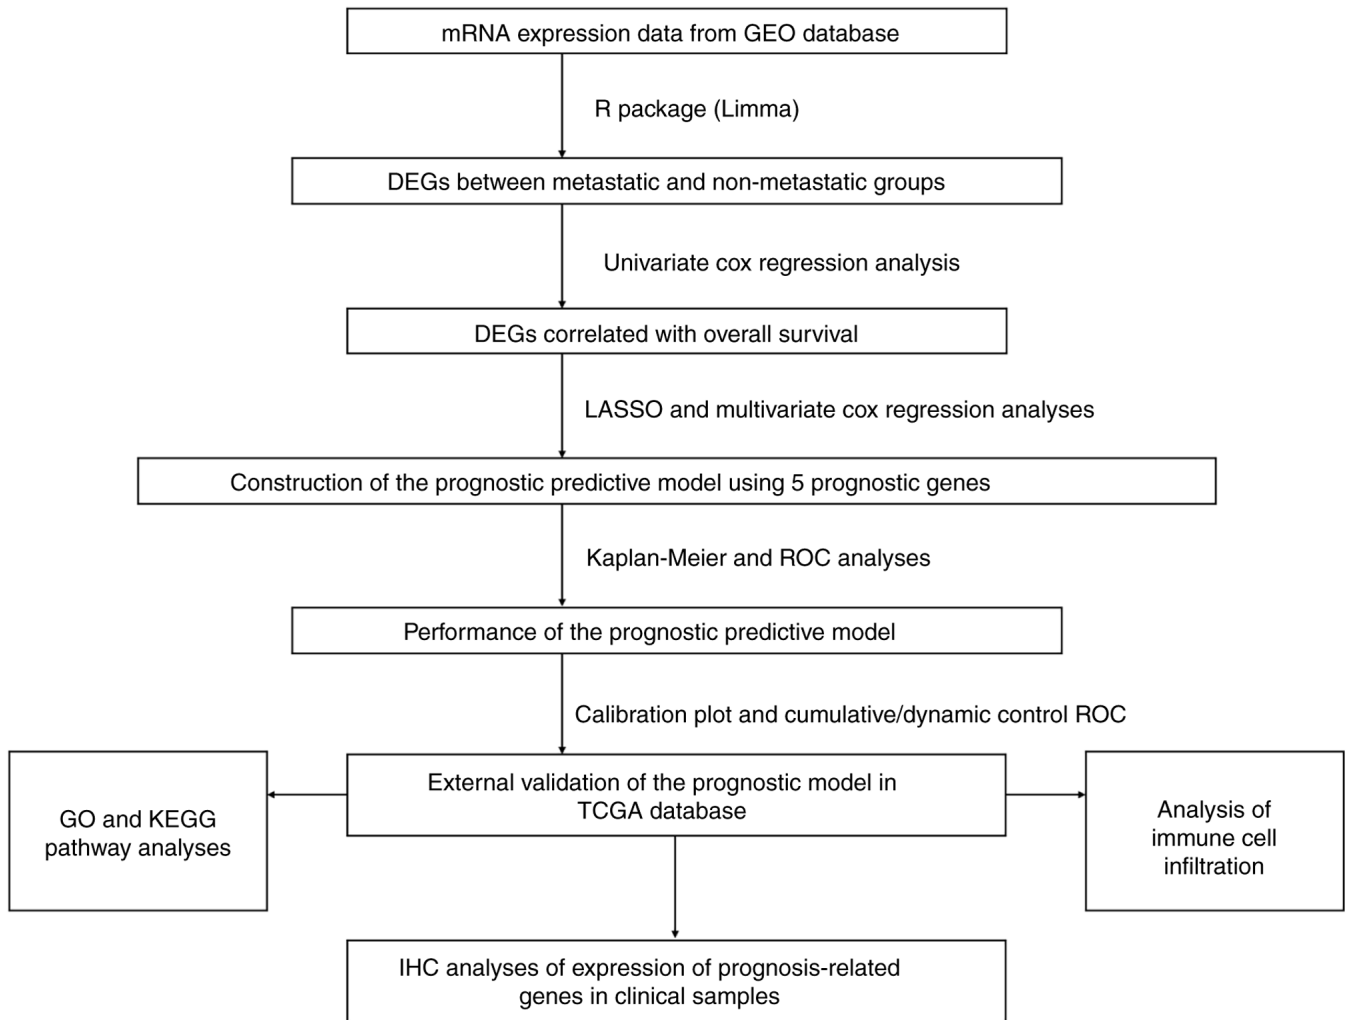 mRNA expression data from GEO database
R package (Limma)
DEGs between metastatic and non-metastatic groups
Univariate cox regression analysis
DEGs correlated with overall survival
LASSO and multivariate cox regression analyses
Construction of the prognostic predictive model using 5 prognostic genes
Kaplan-Meier and ROC analyses
Performance of the prognostic predictive model
Calibration plot and cumulative/dynamic control ROC
External validation of the prognostic model in
TCGA database
GO and KEGG
pathway analyses
Analysis of
immune cell
infiltration
IHC analyses of expression of prognosis-related
genes in clinical samples